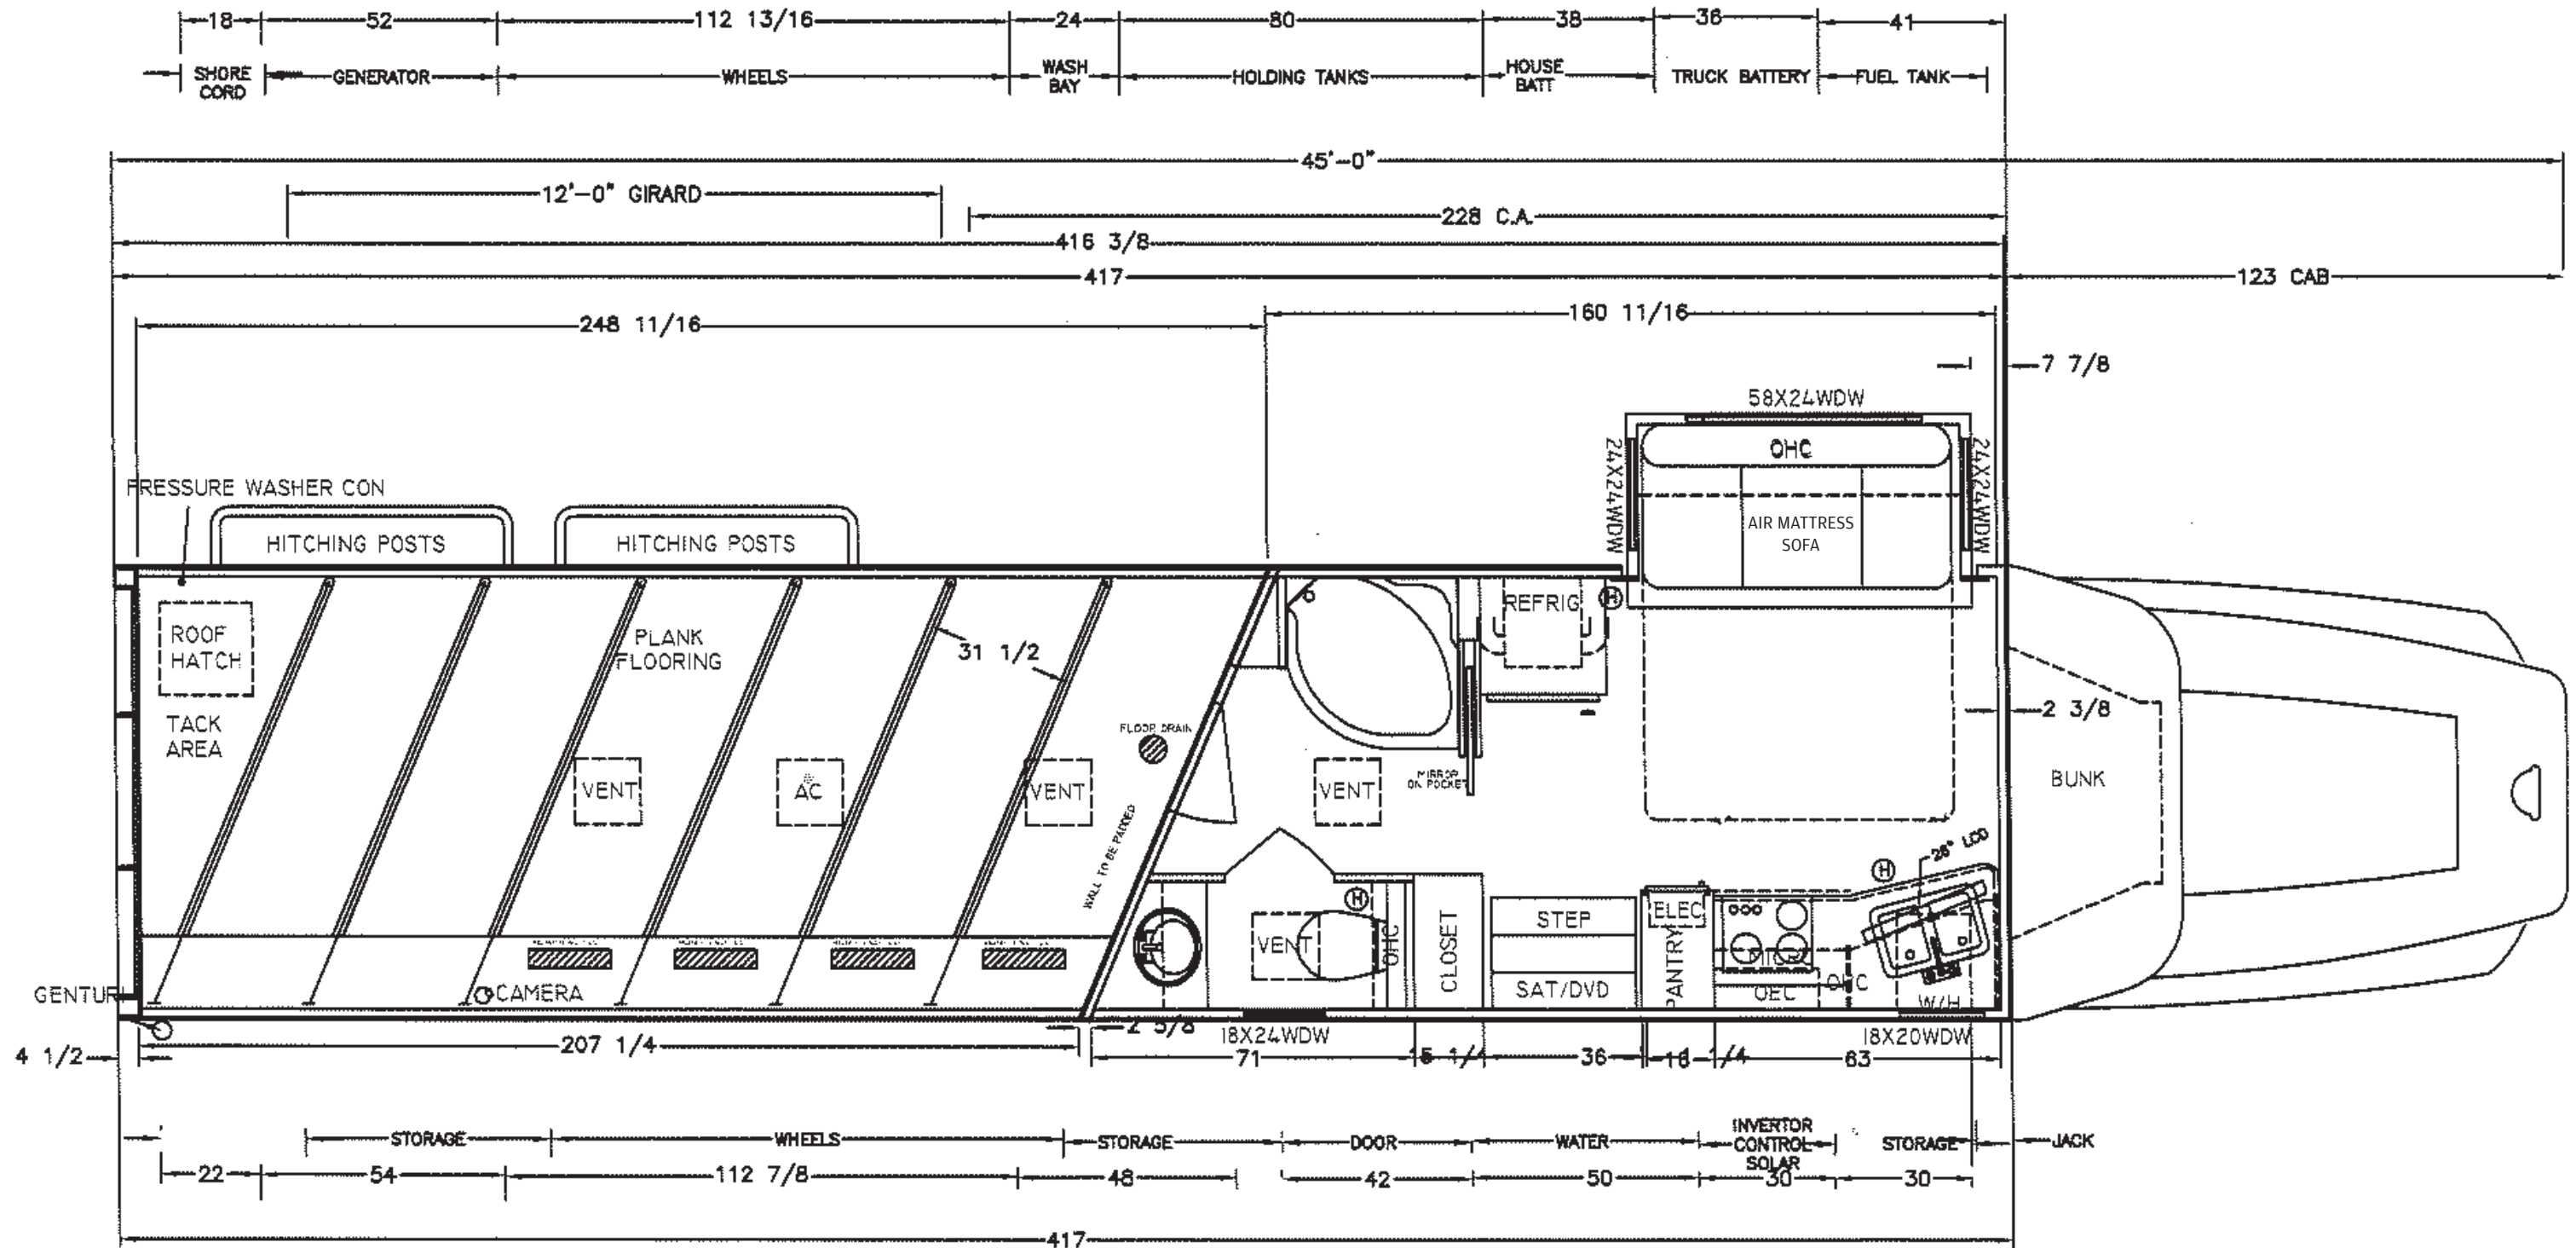 18 52 112 13/16 24 80 38 36 41
SHORE CORD
GENERATOR
WHEELS
WASH BAY
HOLDING TANKS
HOUSE BATT
TRUCK BATTERY
FUEL TANK
45'-0"
12'-0" GIRARD
228 C.A.
416 3/8
417
123 CAB
248 11/16
160 11/16
7 7/8
58X24WDW
24X24WDW
OHC
24X24WDW
AIR MATTRESS
SOFA
PRESSURE WASHER CON
HITCHING POSTS
HITCHING POSTS
ROOF
HATCH
PLANK
FLOORING
31 1/2
REFRIG
H
TACK
AREA
2 3/8
FLOOR DRAIN
VENT
AC
VENT
VENT
MIRROR
ON POCKET
BUNK
WALL TO BE PADDED
26" LCD
H
H
VENT
OHC
CLOSET
STEP
SAT/DVD
ELEC
PANTRY
MICRO
OHC
W/H
GENTURI
CAMERA
18X24WDW
18X20WDW
4 1/2
207 1/4
2 5/8
71
36
63
STORAGE
WHEELS
STORAGE
DOOR
WATER
INVERTOR
CONTROL
SOLAR
STORAGE
JACK
22 54 112 7/8 48 42 50 30 30
417